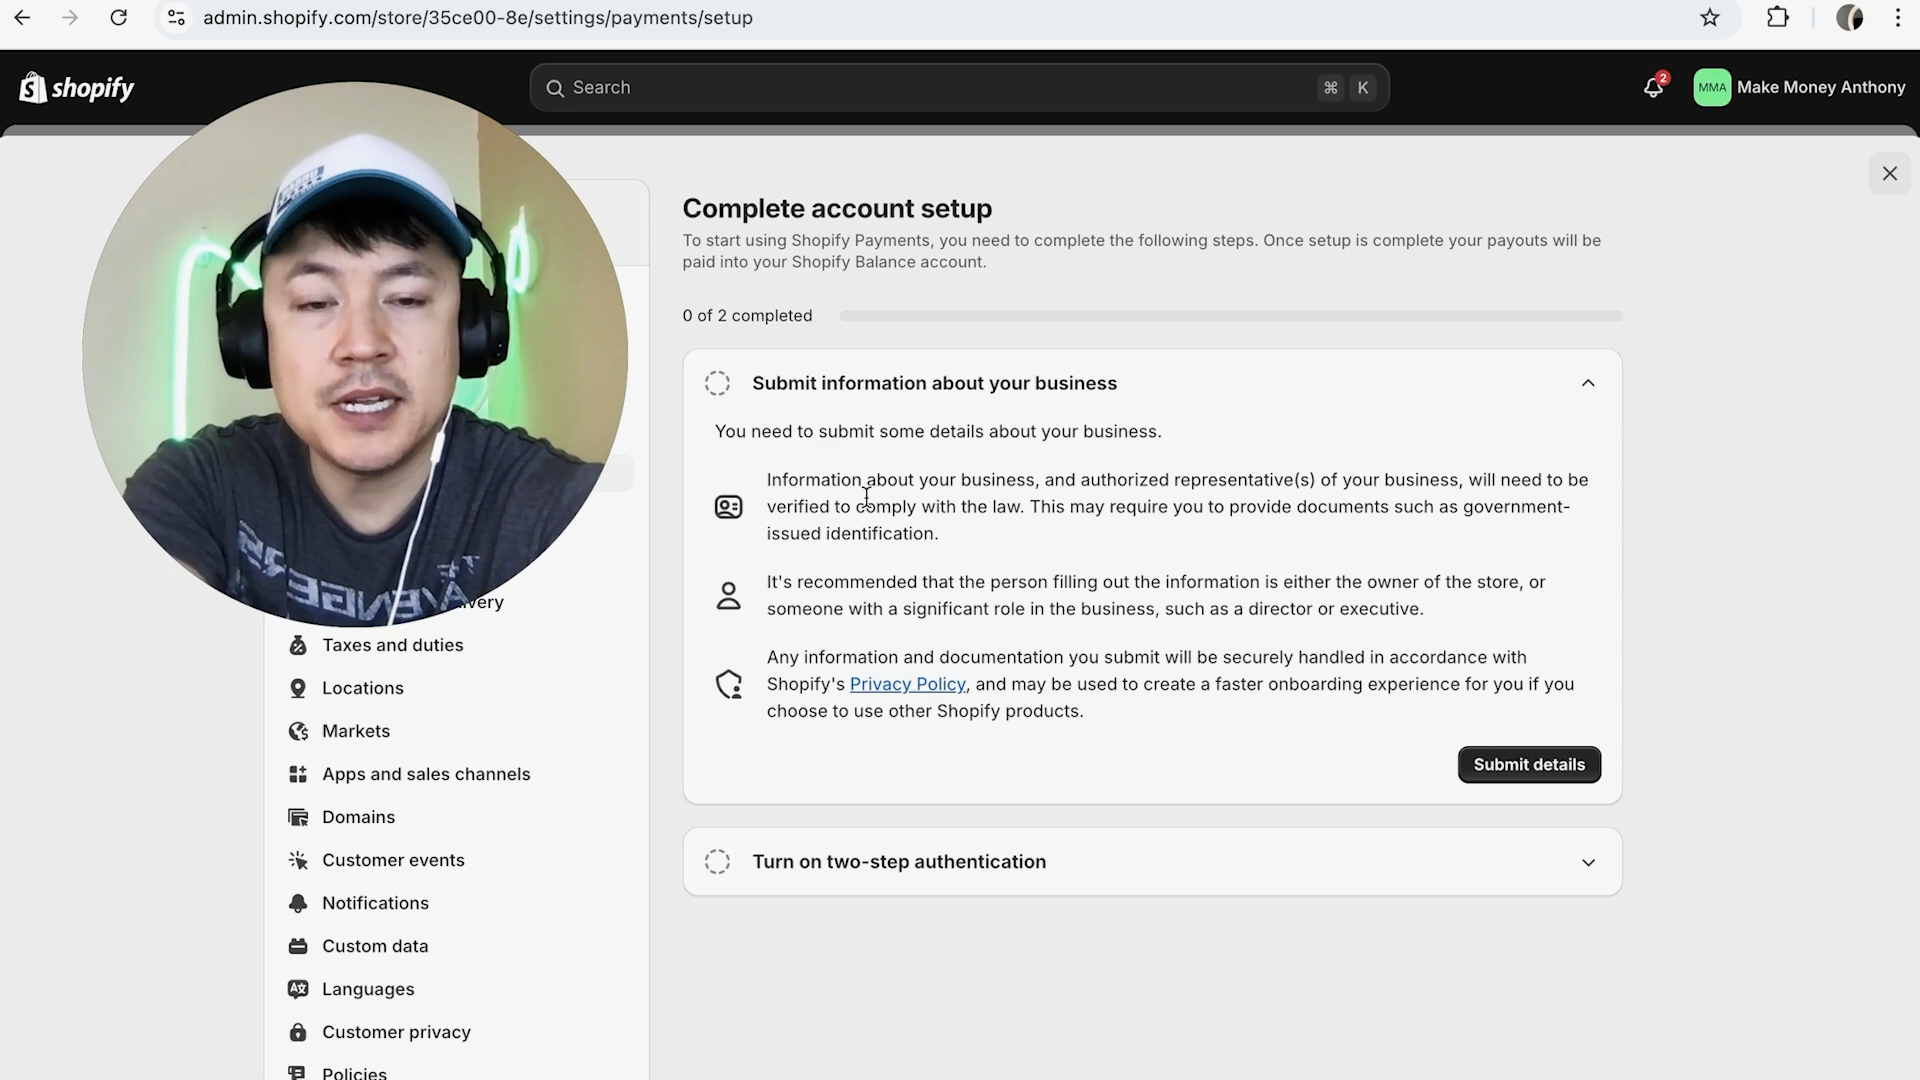 admin.shopify.com/store/35ce00-8e/settings/payments/setup
shopify
Search
⌘ K
2
MMA
Make Money Anthony
Complete account setup
To start using Shopify Payments, you need to complete the following steps. Once setup is complete your payouts will be
paid into your Shopify Balance account.
0 of 2 completed
Submit information about your business
You need to submit some details about your business.
Information about your business, and authorized representative(s) of your business, will need to be
verified to comply with the law. This may require you to provide documents such as government-
issued identification.
It's recommended that the person filling out the information is either the owner of the store, or
someone with a significant role in the business, such as a director or executive.
Any information and documentation you submit will be securely handled in accordance with
Shopify's Privacy Policy, and may be used to create a faster onboarding experience for you if you
choose to use other Shopify products.
Submit details
Turn on two-step authentication
Taxes and duties
Locations
Markets
Apps and sales channels
Domains
Customer events
Notifications
Custom data
Languages
Customer privacy
Policies